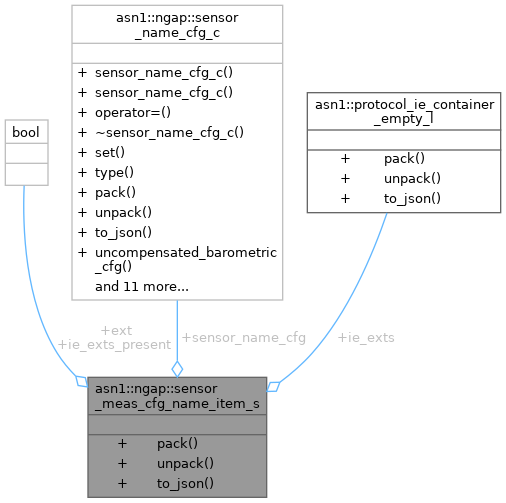 asn1::ngap::sensor
_name_cfg_c
+ sensor_name_cfg_c()
+ sensor_name_cfg_c()
+ operator=()
+ ~sensor_name_cfg_c()
+ set()
+ type()
+ pack()
+ unpack()
+ to_json()
+ uncompensated_barometric
_cfg()
and 11 more...
asn1::protocol_ie_container
_empty_l
+ pack()
+ unpack()
+ to_json()
bool
+ext
+ie_exts_present
+sensor_name_cfg
+ie_exts
asn1::ngap::sensor
_meas_cfg_name_item_s
+ pack()
+ unpack()
+ to_json()